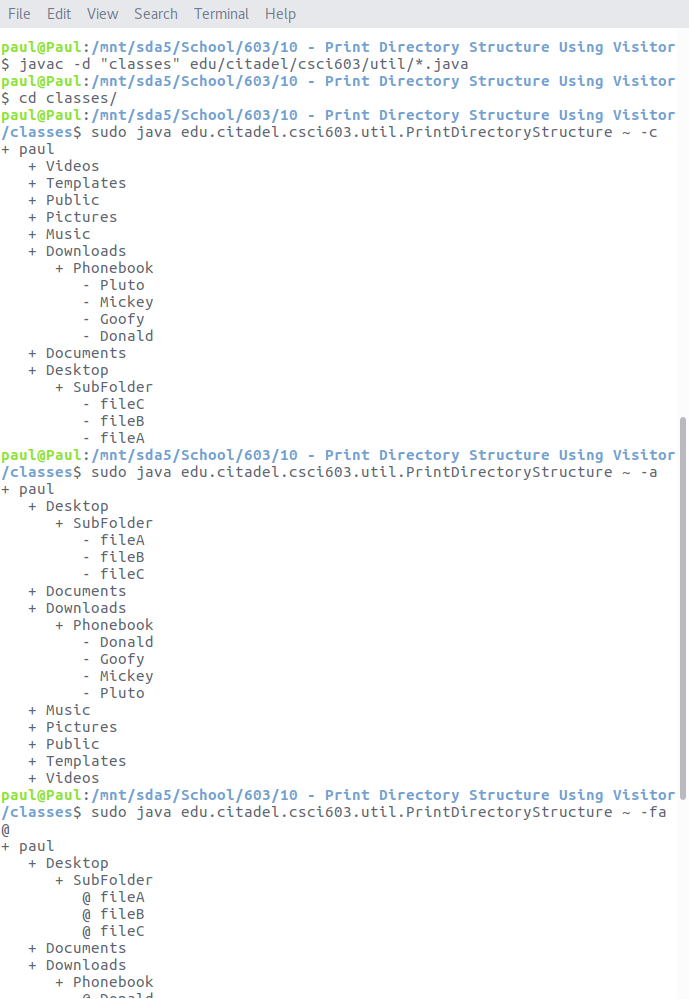 File Edit View Search Terminal Help
paul@Paul:/mnt/sda5/School/603/10 - Print Directory Structure Using Visitor
$ javac -d "classes" edu/citadel/csci603/util/*.java
paul@Paul:/mnt/sda5/School/603/10 - Print Directory Structure Using Visitor
$ cd classes/
paul@Paul:/mnt/sda5/School/603/10 - Print Directory Structure Using Visitor
/classes$ sudo java edu.citadel.csci603.util.PrintDirectoryStructure ~ -c
+ paul
   + Videos
   + Templates
   + Public
   + Pictures
   + Music
   + Downloads
      + Phonebook
         - Pluto
         - Mickey
         - Goofy
         - Donald
   + Documents
   + Desktop
      + SubFolder
         - fileC
         - fileB
         - fileA
paul@Paul:/mnt/sda5/School/603/10 - Print Directory Structure Using Visitor
/classes$ sudo java edu.citadel.csci603.util.PrintDirectoryStructure ~ -a
+ paul
   + Desktop
      + SubFolder
         - fileA
         - fileB
         - fileC
   + Documents
   + Downloads
      + Phonebook
         - Donald
         - Goofy
         - Mickey
         - Pluto
   + Music
   + Pictures
   + Public
   + Templates
   + Videos
paul@Paul:/mnt/sda5/School/603/10 - Print Directory Structure Using Visitor
/classes$ sudo java edu.citadel.csci603.util.PrintDirectoryStructure ~ -fa
@
+ paul
   + Desktop
      + SubFolder
         @ fileA
         @ fileB
         @ fileC
   + Documents
   + Downloads
      + Phonebook
         @ Donald